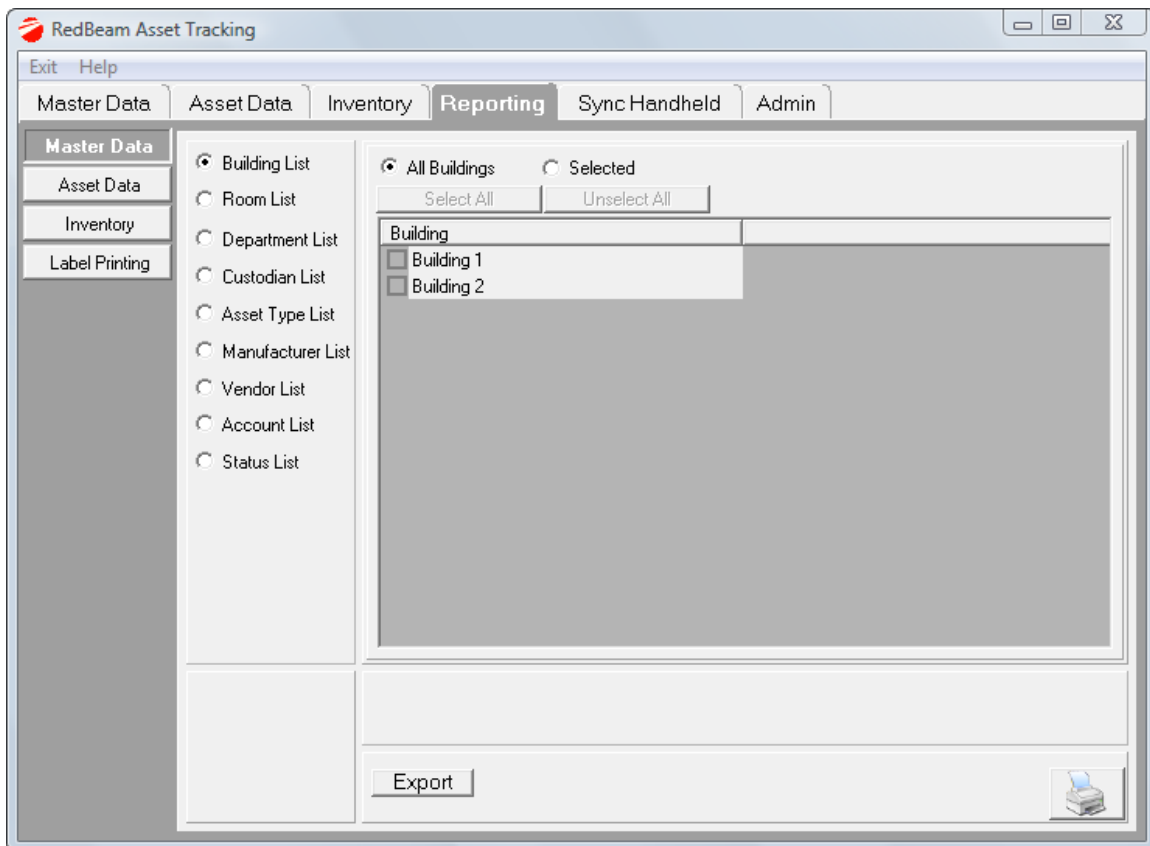 RedBeam Asset Tracking
Exit Help
Master Data Asset Data Inventory Reporting Sync Handheld Admin
Master Data
Asset Data
Inventory
Label Printing
Building List
Room List
Department List
Custodian List
Asset Type List
Manufacturer List
Vendor List
Account List
Status List
All Buildings Selected
Select All Unselect All
Building
Building 1
Building 2
Export